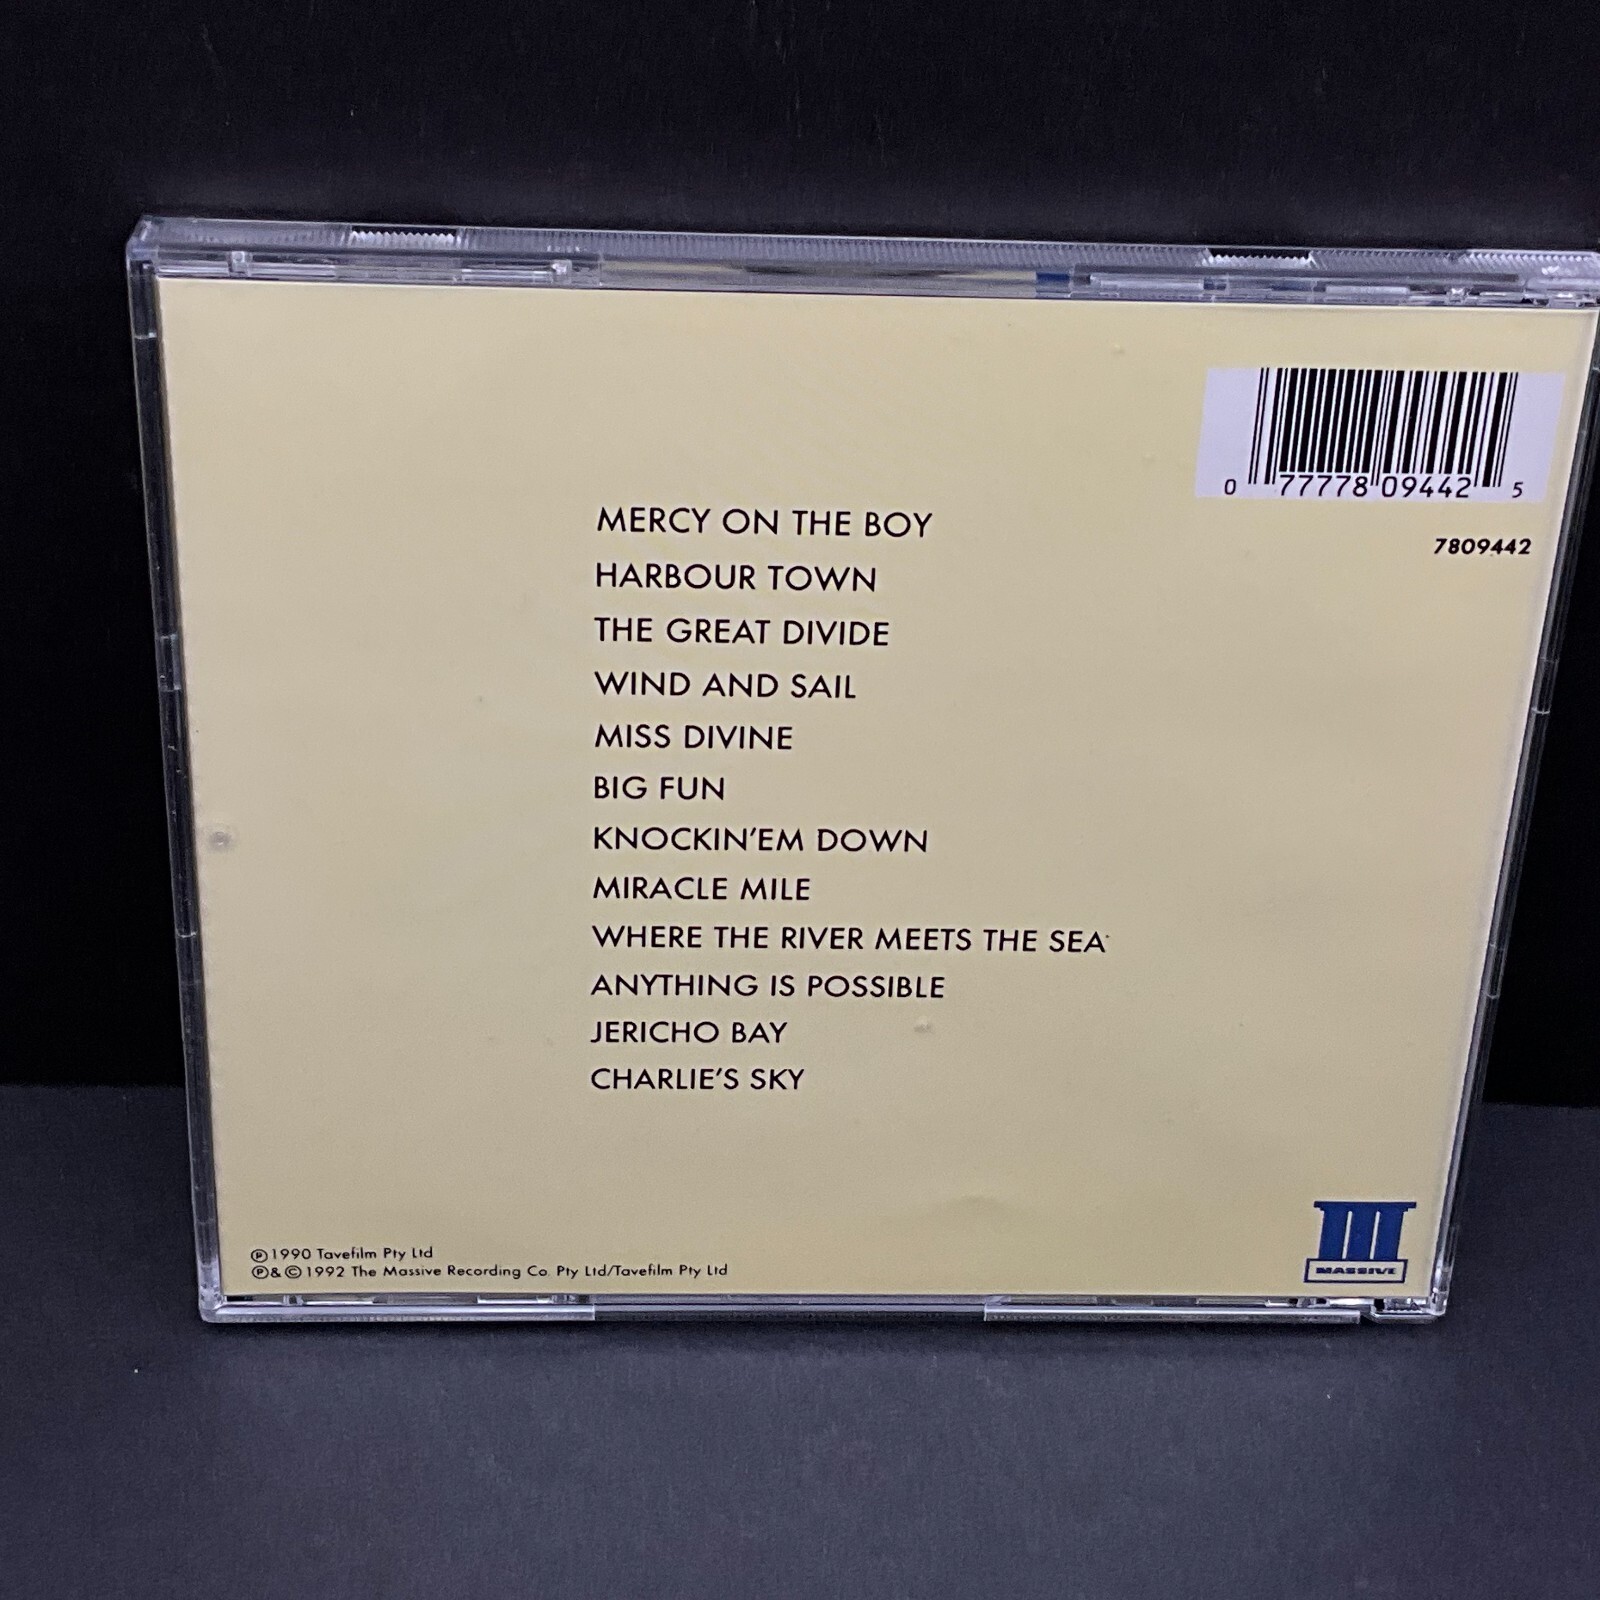 0 77778 09442 5
7809442
MERCY ON THE BOY
HARBOUR TOWN
THE GREAT DIVIDE
WIND AND SAIL
MISS DIVINE
BIG FUN
KNOCKIN'EM DOWN
MIRACLE MILE
WHERE THE RIVER MEETS THE SEA
ANYTHING IS POSSIBLE
JERICHO BAY
CHARLIE'S SKY
℗1990 Tavefilm Pty Ltd
℗&©1992 The Massive Recording Co. Pty Ltd/Tavefilm Pty Ltd
MASSIVE